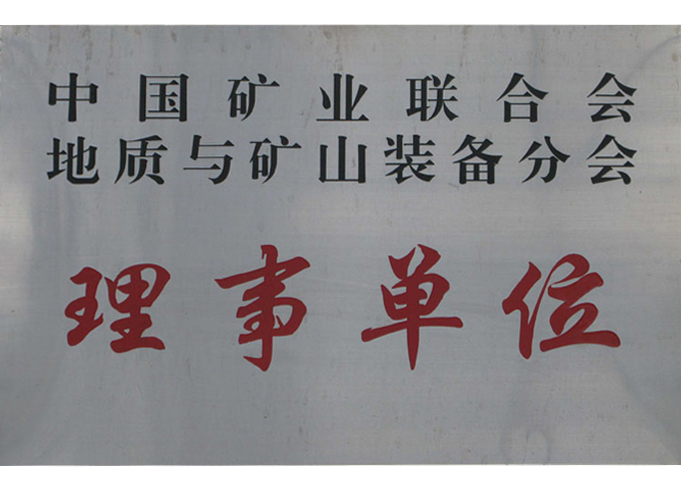 中国矿业联合会
地质与矿山装备分会
理事单位